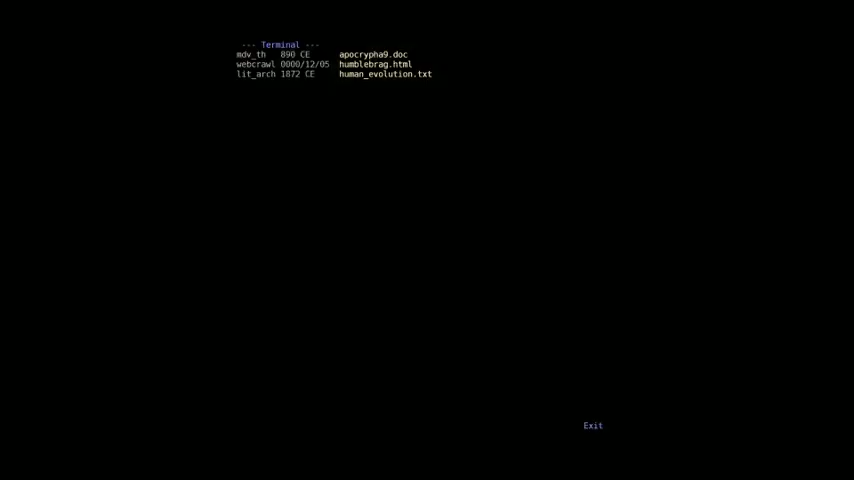 --- Terminal ---
mdv_th 890 CE apocrypha9.doc
webcrawl 0000/12/05 humblebrag.html
lit_arch 1872 CE human_evolution.txt
Exit